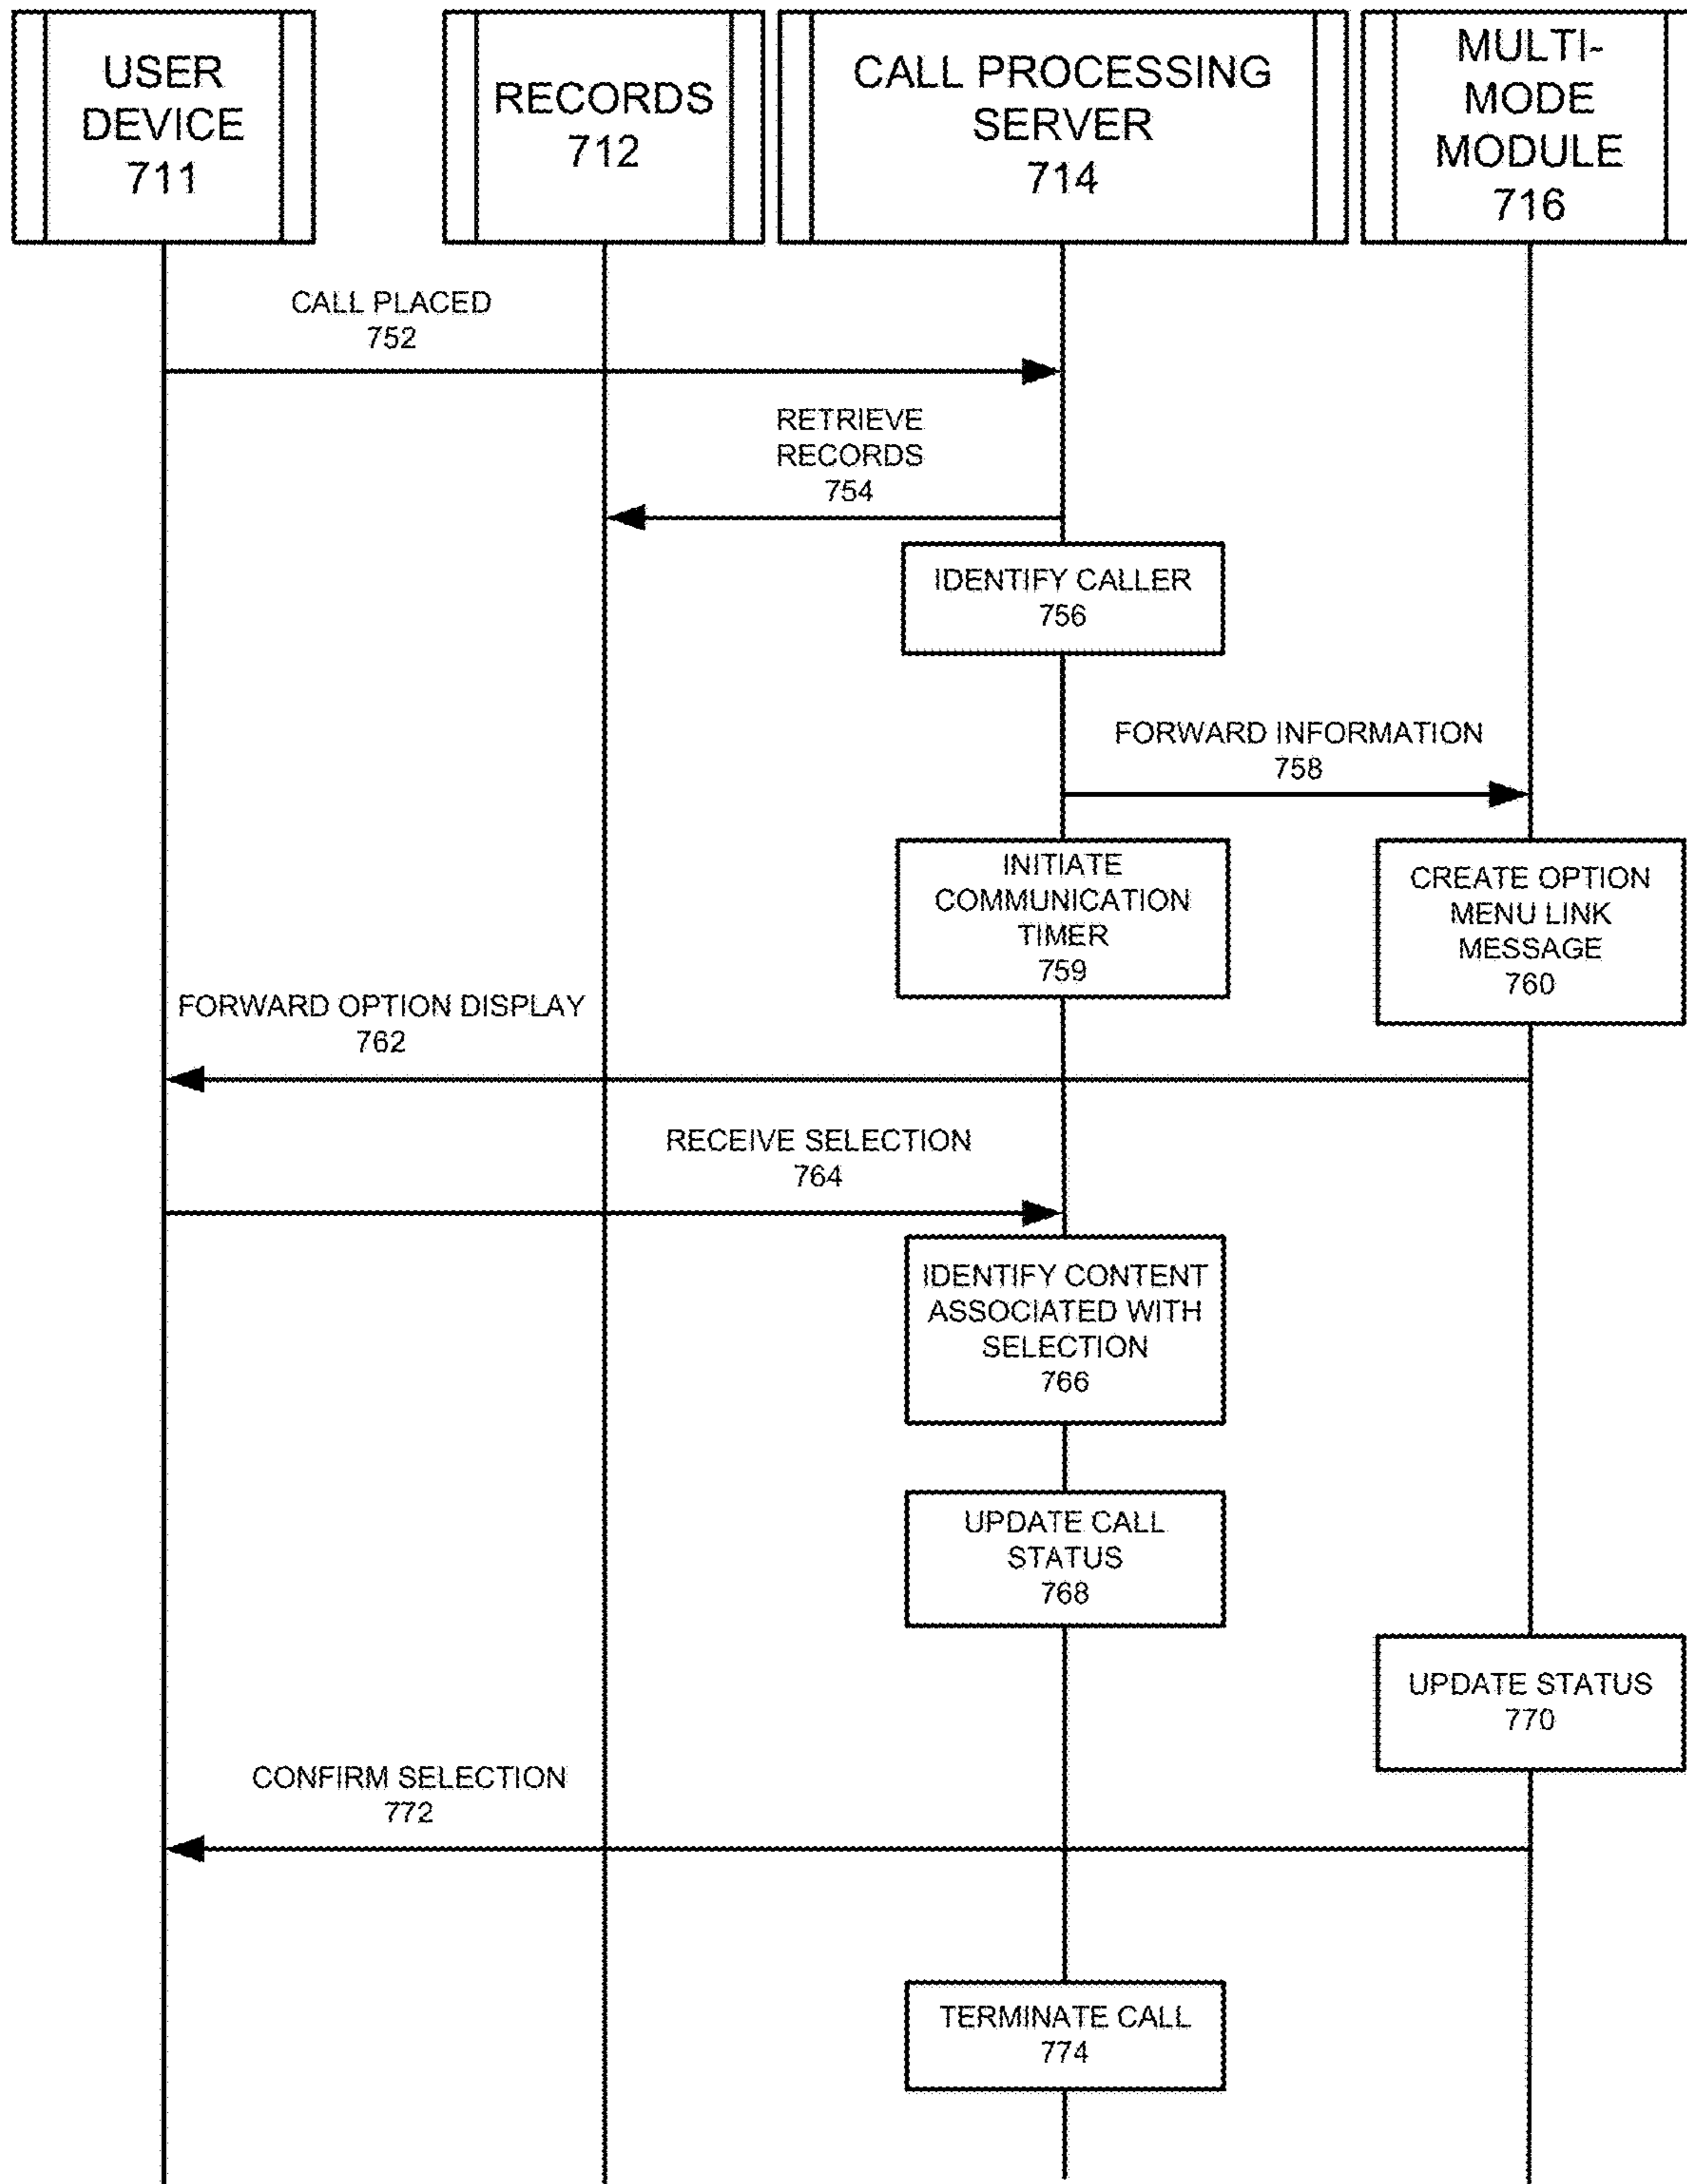 USER
DEVICE
711
RECORDS
712
CALL PROCESSING
SERVER
714
MULTI-
MODE
MODULE
716
CALL PLACED
752
RETRIEVE
RECORDS
754
IDENTIFY CALLER
756
FORWARD INFORMATION
758
INITIATE
COMMUNICATION
TIMER
759
CREATE OPTION
MENU LINK
MESSAGE
760
FORWARD OPTION DISPLAY
762
RECEIVE SELECTION
764
IDENTIFY CONTENT
ASSOCIATED WITH
SELECTION
766
UPDATE CALL
STATUS
768
UPDATE STATUS
770
CONFIRM SELECTION
772
TERMINATE CALL
774